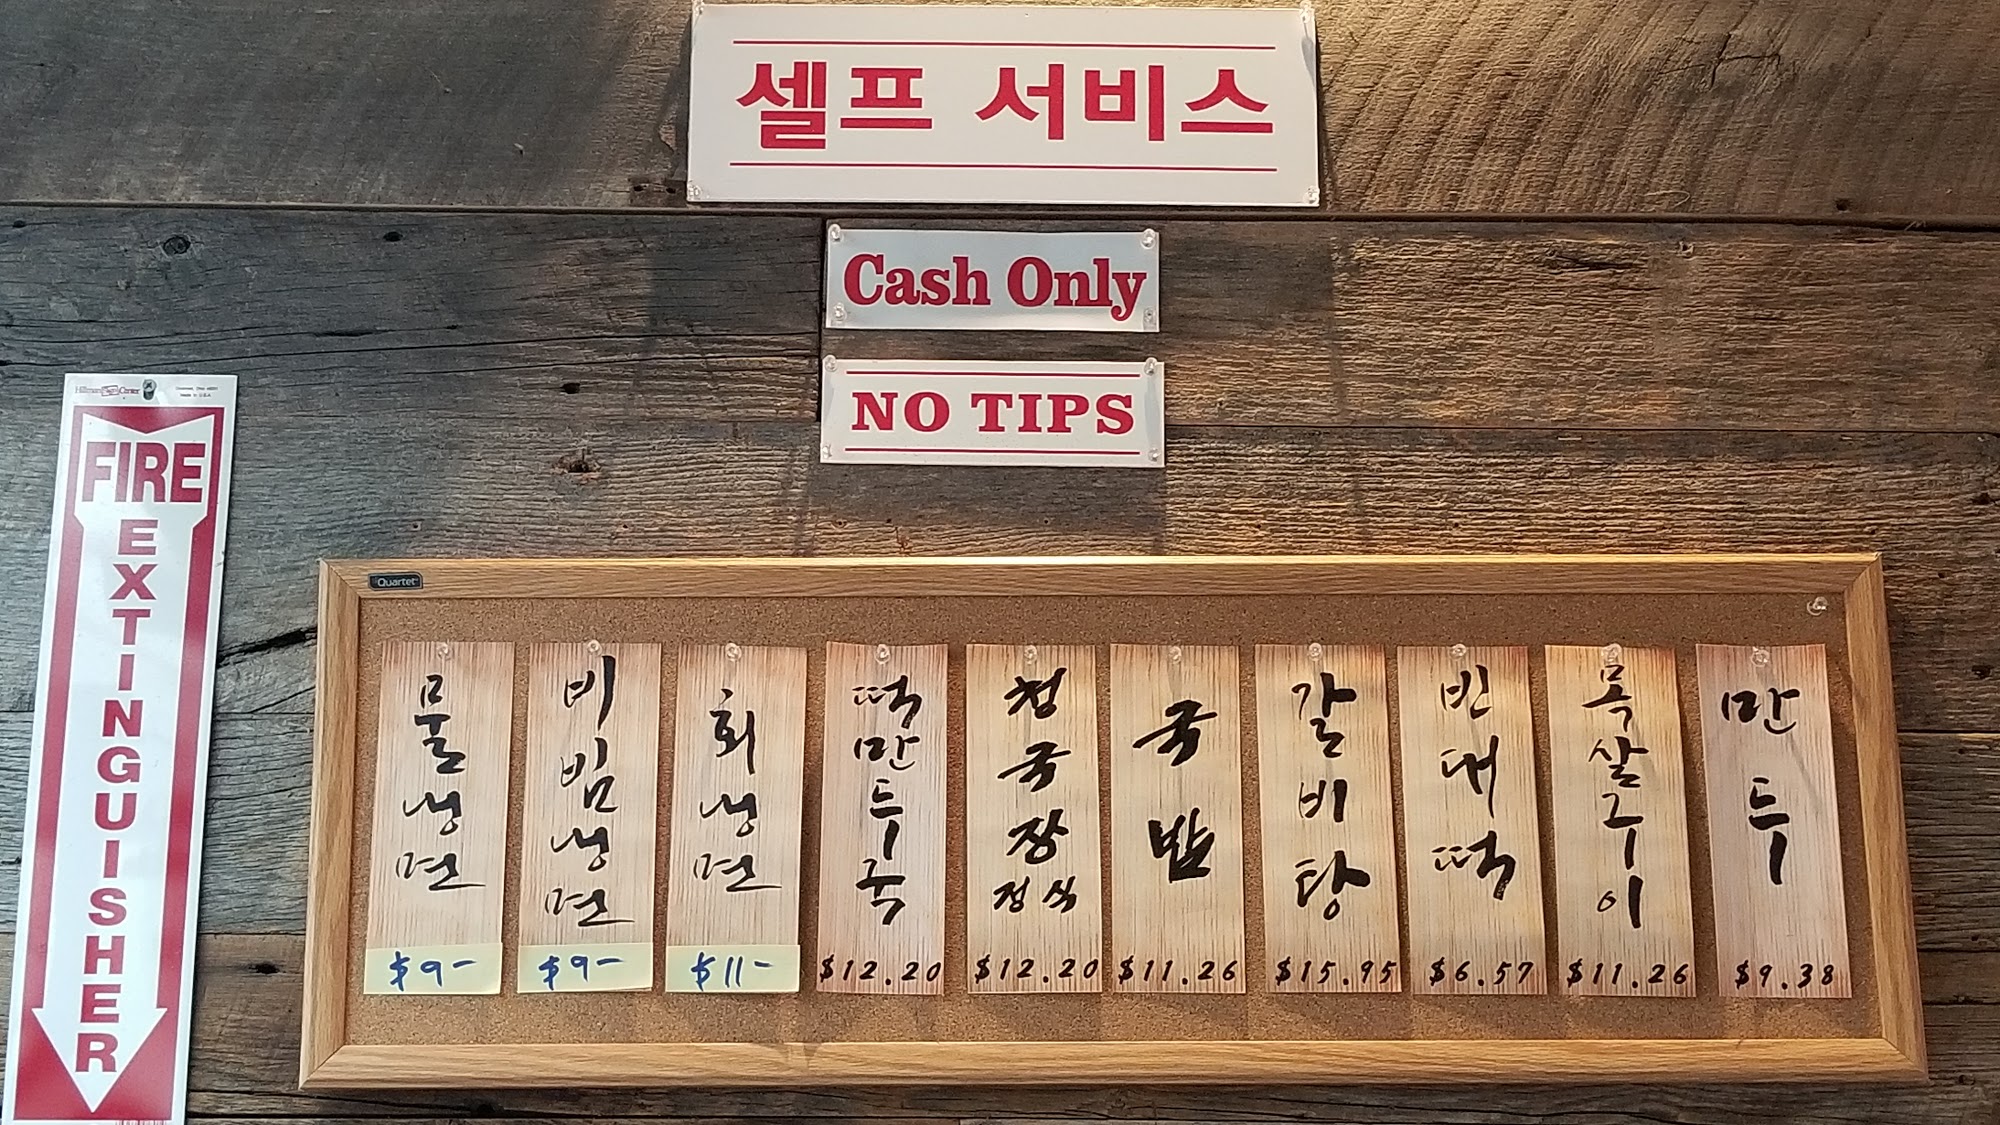 셀프 서비스
Cash Only
NO TIPS
FIRE
EXTINGUISHER
Quartet
물냉면
$9-
비빔냉면
$9-
회냉면
$11-
떡만두국
$12.20
청국장
정식
$12.20
국밥
$11.26
갈비탕
$15.95
빈대떡
$6.57
목살구이
$11.26
만두
$9.38